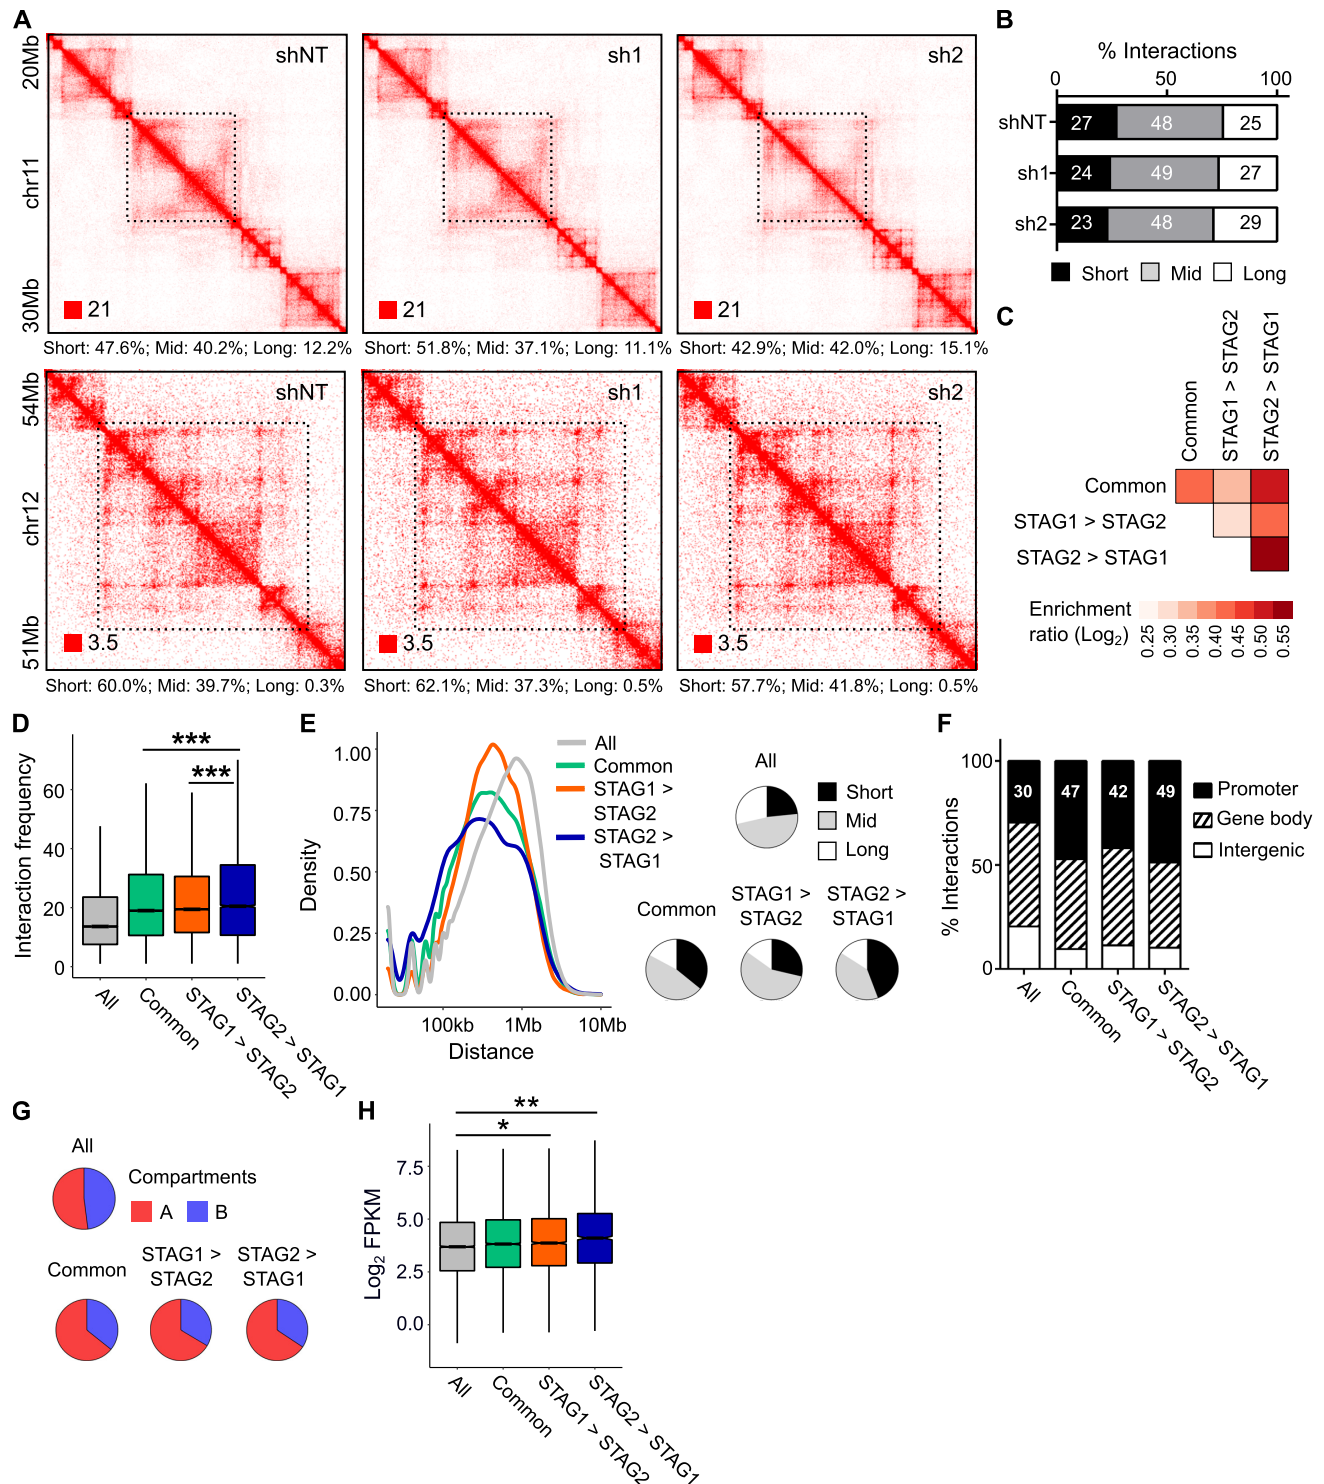 A
20Mb
chr11
30Mb
shNT
21
sh1
21
sh2
21
Short: 47.6%; Mid: 40.2%; Long: 12.2%
Short: 51.8%; Mid: 37.1%; Long: 11.1%
Short: 42.9%; Mid: 42.0%; Long: 15.1%
54Mb
chr12
51Mb
shNT
3.5
sh1
3.5
sh2
3.5
Short: 60.0%; Mid: 39.7%; Long: 0.3%
Short: 62.1%; Mid: 37.3%; Long: 0.5%
Short: 57.7%; Mid: 41.8%; Long: 0.5%
B
% Interactions
0 50 100
shNT 27 48 25
sh1 24 49 27
sh2 23 48 29
Short Mid Long
C
Common
STAG1 > STAG2
STAG2 > STAG1
Common
STAG1 > STAG2
STAG2 > STAG1
Enrichment
ratio (Log2)
0.25 0.30 0.35 0.40 0.45 0.50 0.55
D
Interaction frequency
60
40
20
0
***
***
All
Common
STAG1 > STAG2
STAG2 > STAG1
E
Density
1.00
0.75
0.50
0.25
0.00
100kb 1Mb 10Mb
Distance
All
Common
STAG1 >
STAG2
STAG2 >
STAG1
All
Short
Mid
Long
Common
STAG1 >
STAG2
STAG2 >
STAG1
F
% Interactions
100
50
0
30 47 42 49
Promoter
Gene body
Intergenic
All
Common
STAG1 > STAG2
STAG2 > STAG1
G
All
Compartments
A B
Common
STAG1 >
STAG2
STAG2 >
STAG1
H
Log2 FPKM
7.5
5.0
2.5
0.0
**
*
All
Common
STAG1 > STAG2
STAG2 > STAG1